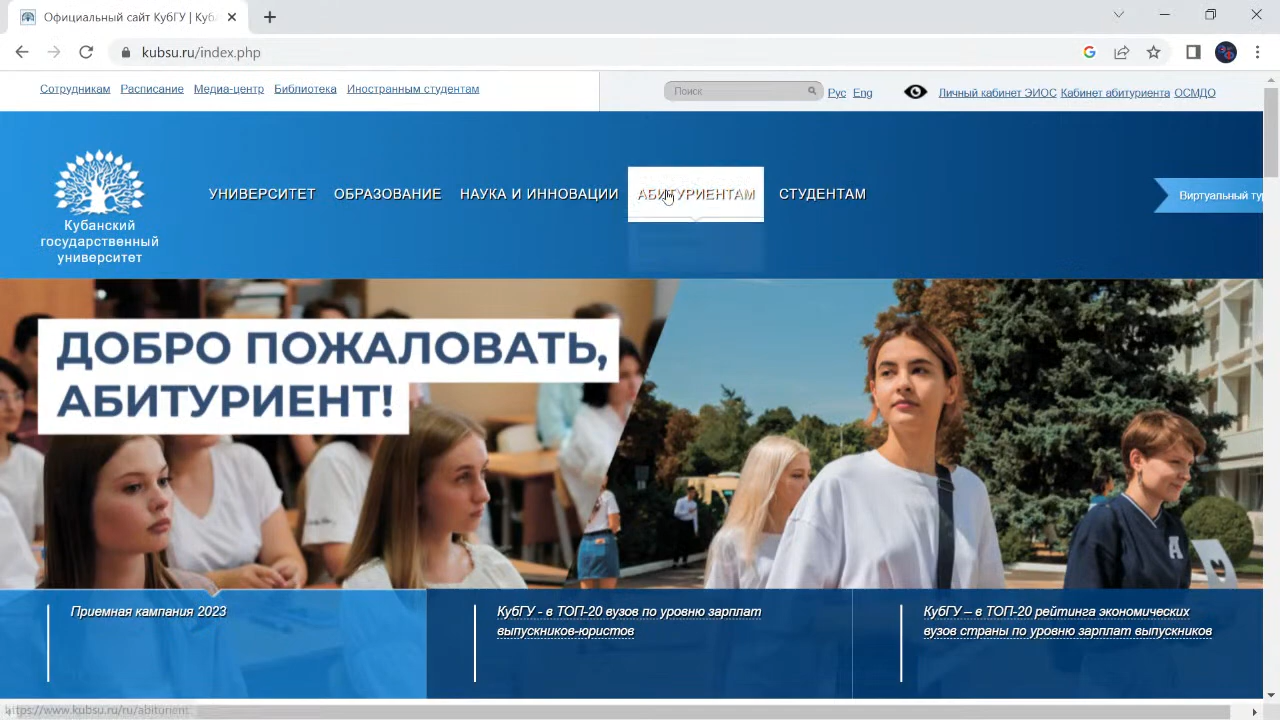 Официальный сайт КубГУ | Куб
kubsu.ru/index.php
Сотрудникам Расписание Медиа-центр Библиотека Иностранным студентам
Поиск
Рус Eng
Личный кабинет ЭИОС Кабинет абитуриента ОСМДО
УНИВЕРСИТЕТ ОБРАЗОВАНИЕ НАУКА И ИННОВАЦИИ АБИТУРИЕНТАМ СТУДЕНТАМ
Виртуальный тур
Кубанский
государственный
университет
ДОБРО ПОЖАЛОВАТЬ,
АБИТУРИЕНТ!
A
Приемная кампания 2023
КубГУ - в ТОП-20 вузов по уровню зарплат
выпускников-юристов
КубГУ – в ТОП-20 рейтинга экономических
вузов страны по уровню зарплат выпускников
https://www.kubsu.ru/ru/abiturient